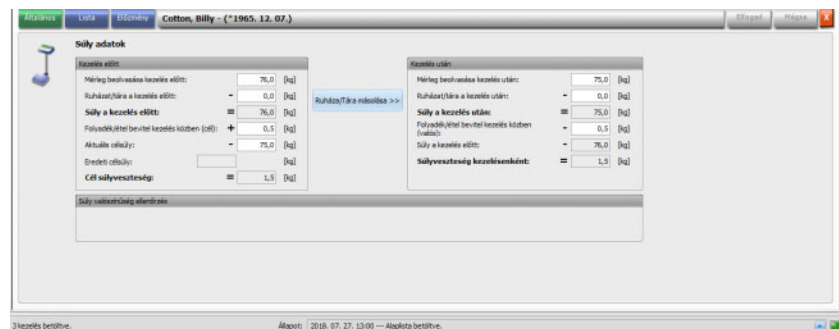 Általános Lista Előzmény Cotton, Billy - (*1965. 12. 07.) Elfogad Mégse X
Súly adatok
Kezelés előtt
Mérleg beolvasása kezelés előtt: 76,0 [kg]
Ruházat/tára a kezelés előtt: - 0,0 [kg]
Súly a kezelés előtt: = 76,0 [kg]
Folyadék/étel bevitel kezelés közben (cél): + 0,5 [kg]
Aktuális célsúly: - 75,0 [kg]
Eredeti célsúly: [kg]
Cél súlyveszteség: = 1,5 [kg]
Ruháza/Tára másolása >>
Kezelés után
Mérleg beolvasása kezelés után: 75,0 [kg]
Ruházat/tára a kezelés után: - 0,0 [kg]
Súly a kezelés után: = 75,0 [kg]
Folyadék/étel bevitel kezelés közben
(valós): - 0,5 [kg]
Súly a kezelés előtt: - 76,0 [kg]
Súlyveszteség kezelésenként: = 1,5 [kg]
Súly valószínűség ellenőrzés
3 kezelés betöltve. Állapot: 2018. 07. 27. 13:00 — Alaplista betöltve.